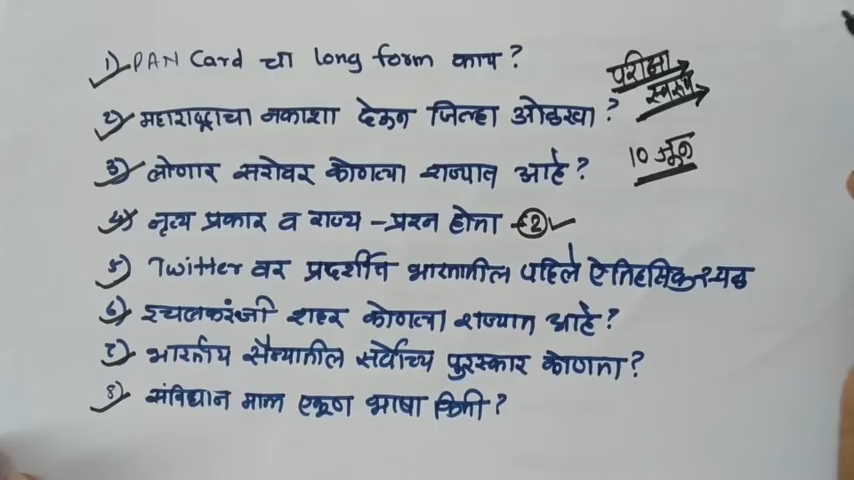 1) PAN Card चा long form काय?
परीक्षा
स्वरूप
2) महाराष्ट्राचा नकाशा देऊन जिल्हा ओळखा?
10 जून
3) लोणार सरोवर कोणत्या राज्यात आहे?
4) नृत्य प्रकार व राज्य - प्रश्न होता 2
5) Twitter वर प्रदर्शीत भारतातील पहिले ऐतिहासिक स्थळ
6) इचलकरंजी शहर कोणत्या राज्यात आहे?
7) भारतीय सैन्यातील सर्वोच्च पुरस्कार कोणता?
8) संविधान मान्य एकूण भाषा किती?